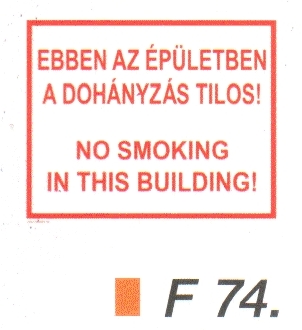 EBBEN AZ ÉPÜLETBEN
A DOHÁNYZÁS TILOS!
NO SMOKING
IN THIS BUILDING!
F 74.